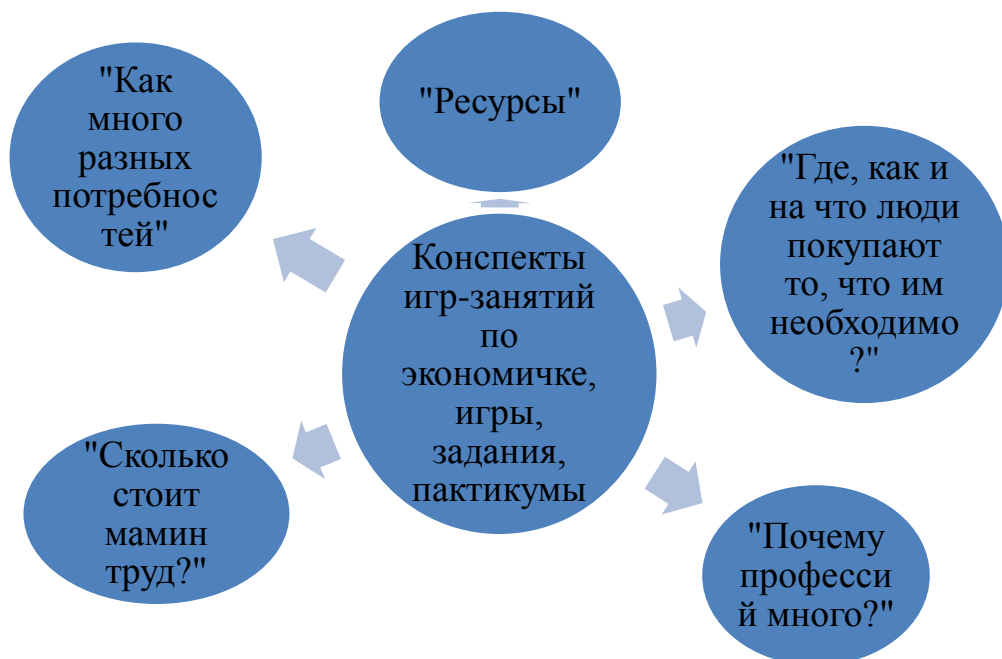 "Как
много
разных
потребнос
тей"
"Ресурсы"
"Где, как и
на что люди
покупают
то, что им
необходимо
?"
Конспекты
игр-занятий
по
экономичке,
игры,
задания,
пактикумы
"Сколько
стоит
мамин
труд?"
"Почему
професси
й много?"